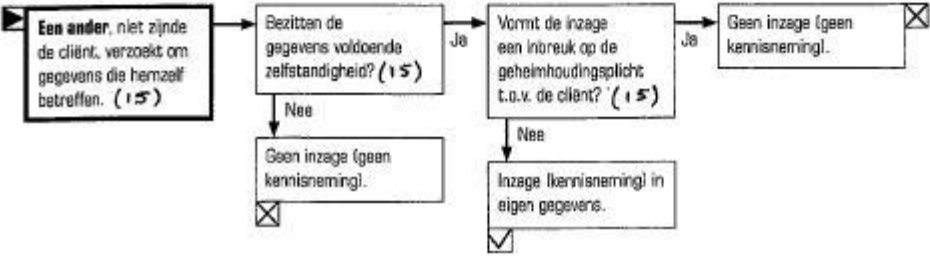 Een ander, niet zijnde
de cliënt, verzoekt om
gegevens die hemzelf
betreffen. (15)
Bezitten de
gegevens voldoende
zelfstandigheid? (15)
Ja
Nee
Geen inzage (geen
kennisneming).
Vormt de inzage
een inbreuk op de
geheimhoudingsplicht
t.o.v. de cliënt? (15)
Ja
Nee
Inzage (kennisneming) in
eigen gegevens.
Geen inzage (geen
kennisneming).